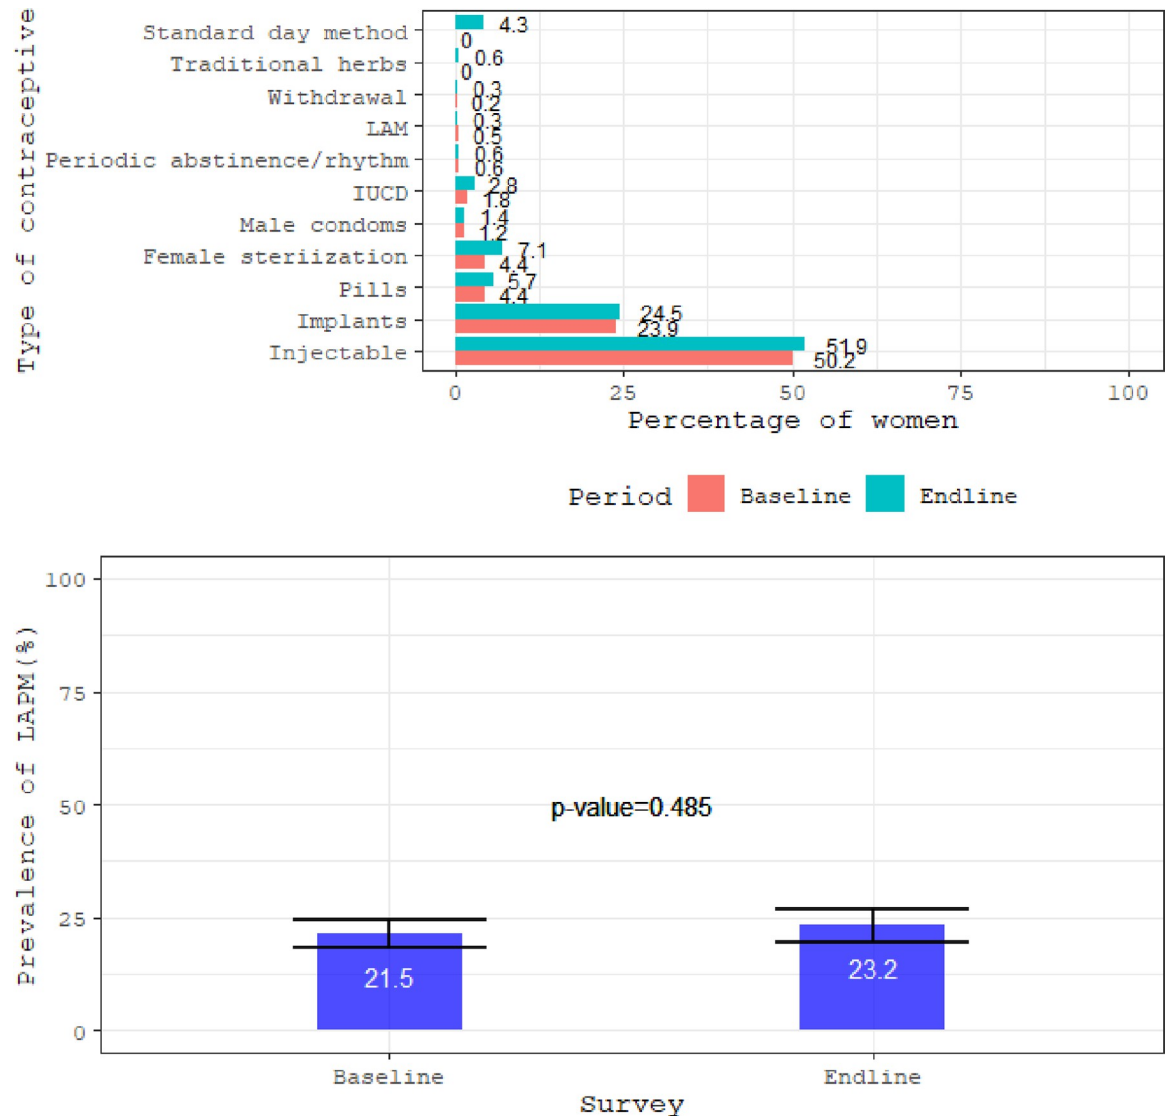 Type of contraceptive
Standard day method
4.3
0
Traditional herbs
0.6
0
Withdrawal
0.3
0.2
LAM
0.3
0.5
Periodic abstinence/rhythm
0.6
0.6
IUCD
2.8
1.8
Male condoms
1.4
1.2
Female steriization
7.1
4.4
Pills
5.7
4.4
Implants
24.5
23.9
Injectable
51.9
50.2
0 25 50 75 100
Percentage of women
Period Baseline Endline
Prevalence of LAPM(%)
100
75
50
25
0
p-value=0.485
21.5
23.2
Baseline Endline
Survey